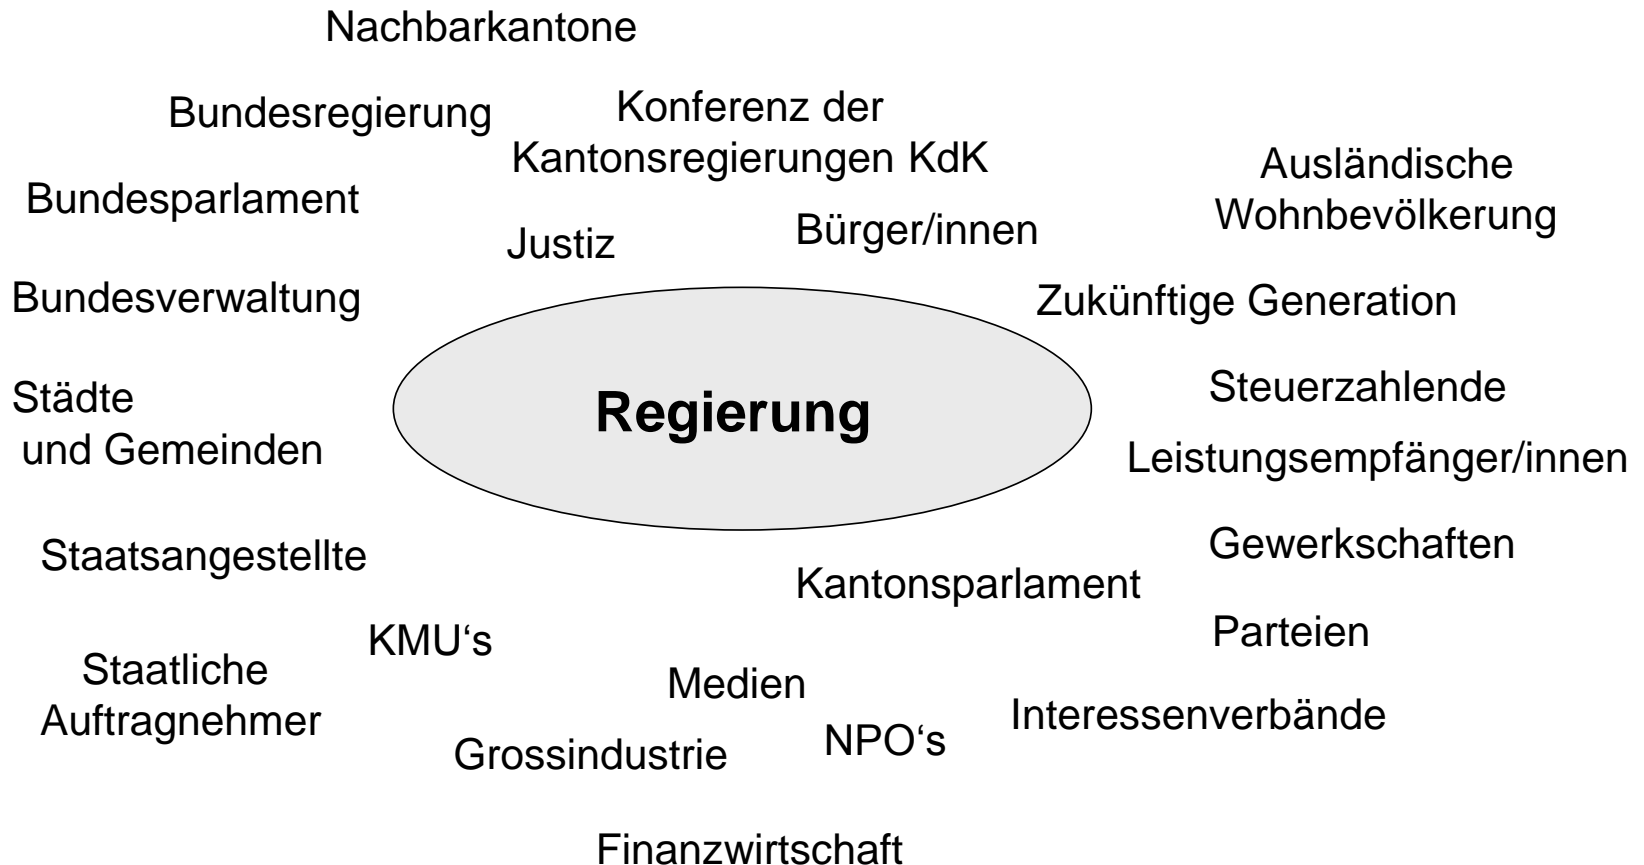 Nachbarkantone
Bundesregierung
Konferenz der
Kantonsregierungen KdK
Ausländische
Wohnbevölkerung
Bundesparlament
Justiz
Bürger/innen
Bundesverwaltung
Zukünftige Generation
Städte
und Gemeinden
Regierung
Steuerzahlende
Leistungsempfänger/innen
Staatsangestellte
Kantonsparlament
Gewerkschaften
KMU‘s
Parteien
Staatliche
Auftragnehmer
Medien
Interessenverbände
Grossindustrie
NPO‘s
Finanzwirtschaft